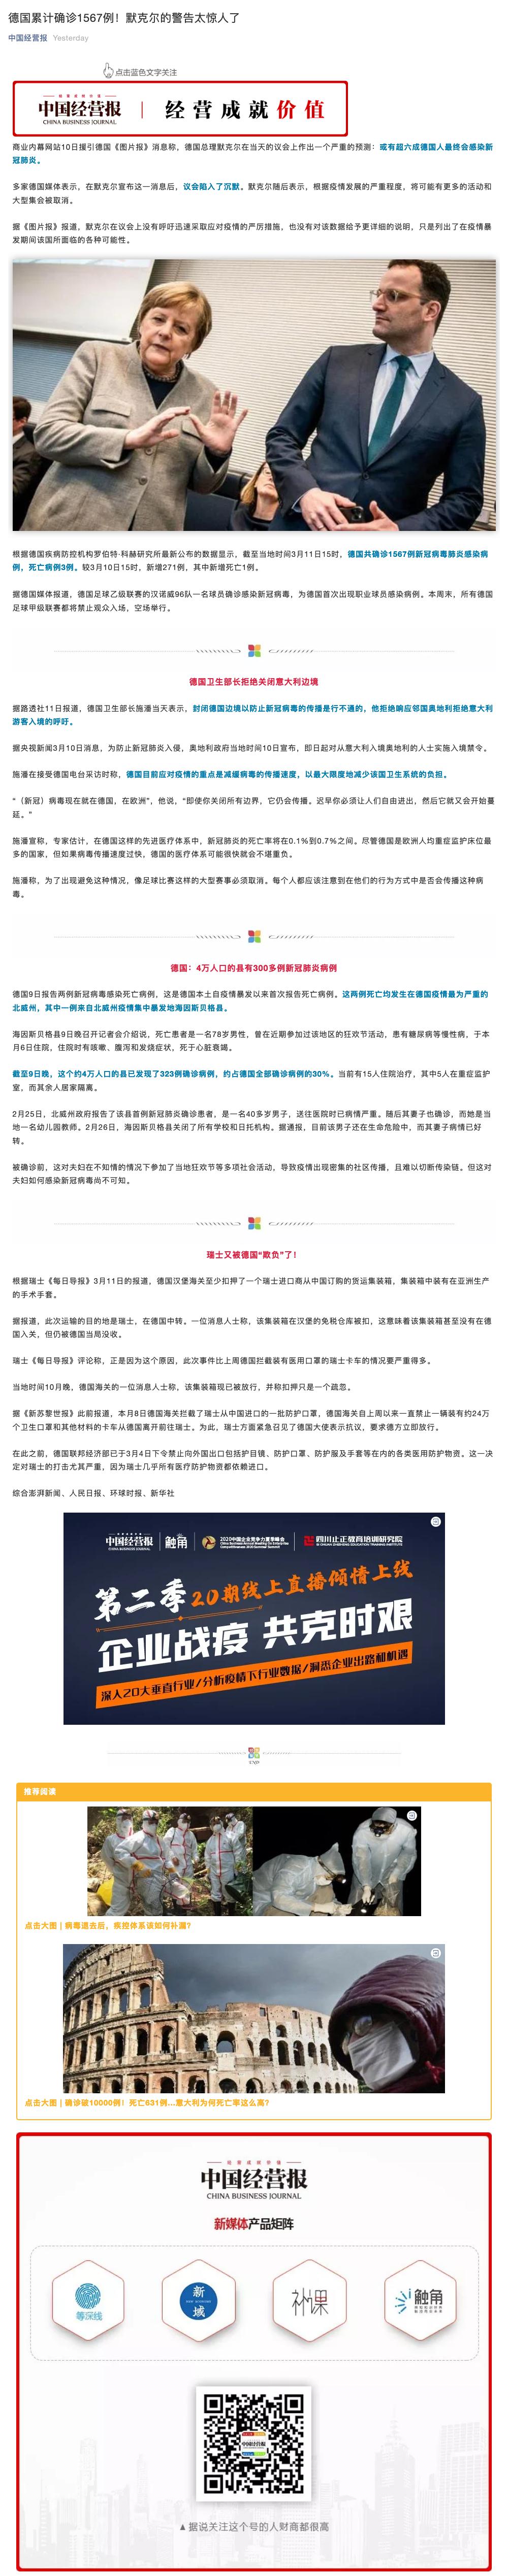 德国累计确诊1567例！默克尔的警告太惊人了
中国经营报 Yesterday
点击蓝色文字关注
中国经营报
CHINA BUSINESS JOURNAL
经营成就价值
商业内幕网站10日援引德国《图片报》消息称，德国总理默克尔在当天的议会上作出一个严重的预测：或有超六成德国人最终会感染新
冠肺炎。
多家德国媒体表示，在默克尔宣布这一消息后，议会陷入了沉默。默克尔随后表示，根据疫情发展的严重程度，将可能有更多的活动和
大型集会被取消。
据《图片报》报道，默克尔在议会上没有呼吁迅速采取应对疫情的严厉措施，也没有对该数据给予更详细的说明，只是列出了在疫情暴
发期间该国所面临的各种可能性。
根据德国疾病防控机构罗伯特·科赫研究所最新公布的数据显示，截至当地时间3月11日15时，德国共确诊1567例新冠病毒肺炎感染病
例，死亡病例3例。较3月10日15时，新增271例，其中新增死亡1例。
据德国媒体报道，德国足球乙级联赛的汉诺威96队一名球员确诊感染新冠病毒，为德国首次出现职业球员感染病例。本周末，所有德国
足球甲级联赛都将禁止观众入场，空场举行。
德国卫生部长拒绝关闭意大利边境
据路透社11日报道，德国卫生部长施潘当天表示，封闭德国边境以防止新冠病毒的传播是行不通的，他拒绝响应邻国奥地利拒绝意大利
游客入境的呼吁。
据央视新闻3月10日消息，为防止新冠肺炎入侵，奥地利政府当地时间10日宣布，即日起对从意大利入境奥地利的人士实施入境禁令。
施潘在接受德国电台采访时称，德国目前应对疫情的重点是减缓病毒的传播速度，以最大限度地减少该国卫生系统的负担。
“（新冠）病毒现在就在德国，在欧洲”，他说，“即使你关闭所有边界，它仍会传播。迟早你必须让人们自由进出，然后它就又会开始蔓
延。”
施潘宣称，专家估计，在德国这样的先进医疗体系中，新冠肺炎的死亡率将在0.1%到0.7%之间。尽管德国是欧洲人均重症监护床位最
多的国家，但如果病毒传播速度过快，德国的医疗体系可能很快就会不堪重负。
施潘称，为了出现避免这种情况，像足球比赛这样的大型赛事必须取消。每个人都应该注意到在他们的行为方式中是否会传播这种病
毒。
德国：4万人口的县有300多例新冠肺炎病例
德国9日报告两例新冠病毒感染死亡病例，这是德国本土自疫情暴发以来首次报告死亡病例。这两例死亡均发生在德国疫情最为严重的
北威州，其中一例来自北威州疫情集中暴发地海因斯贝格县。
海因斯贝格县9日晚召开记者会介绍说，死亡患者是一名78岁男性，曾在近期参加过该地区的狂欢节活动，患有糖尿病等慢性病，于本
月6日住院，住院时有咳嗽、腹泻和发烧症状，死于心脏衰竭。
截至9日晚，这个约4万人口的县已发现了323例确诊病例，约占德国全部确诊病例的30%。当前有15人住院治疗，其中5人在重症监护
室，而其余人居家隔离。
2月25日，北威州政府报告了该县首例新冠肺炎确诊患者，是一名40多岁男子，送往医院时已病情严重。随后其妻子也确诊，而她是当
地一名幼儿园教师。2月26日，海因斯贝格县关闭了所有学校和日托机构。据通报，目前该男子还在生命危险中，而其妻子病情已好
转。
被确诊前，这对夫妇在不知情的情况下参加了当地狂欢节等多项社会活动，导致疫情出现密集的社区传播，且难以切断传染链。但这对
夫妇如何感染新冠病毒尚不可知。
瑞士又被德国“欺负”了！
根据瑞士《每日导报》3月11日的报道，德国汉堡海关至少扣押了一个瑞士进口商从中国订购的货运集装箱，集装箱中装有在亚洲生产
的手术手套。
据报道，此次运输的目的地是瑞士，在德国中转。一位消息人士称，该集装箱在汉堡的免税仓库被扣，这意味着该集装箱甚至没有在德
国入关，但仍被德国当局没收。
瑞士《每日导报》评论称，正是因为这个原因，此次事件比上周德国拦截装有医用口罩的瑞士卡车的情况要严重得多。
当地时间10月晚，德国海关的一位消息人士称，该集装箱现已被放行，并称扣押只是一个疏忽。
据《新苏黎世报》此前报道，本月8日德国海关拦截了瑞士从中国进口的一批防护口罩，德国海关自上周以来一直禁止一辆装有约24万
个卫生口罩和其他材料的卡车从德国离开前往瑞士。为此，瑞士方面紧急召见了德国大使表示抗议，要求德方立即放行。
在此之前，德国联邦经济部已于3月4日下令禁止向外国出口包括护目镜、防护口罩、防护服及手套等在内的各类医用防护物资。这一决
定对瑞士的打击尤其严重，因为瑞士几乎所有医疗防护物资都依赖进口。
综合澎湃新闻、人民日报、环球时报、新华社
中国经营报 触角 2020中国企业竞争力夏季峰会 四川止正教育培训研究院
第二季20期线上直播倾情上线
企业战疫 共克时艰
深入20大垂直行业/分析疫情下行业数据/洞悉企业出路和机遇
推荐阅读
点击大图 | 病毒退去后，疾控体系该如何补漏？
点击大图 | 确诊破10000例！死亡631例...意大利为何死亡率这么高？
中国经营报
CHINA BUSINESS JOURNAL
新媒体产品矩阵
等深线
新域
触角
▲据说关注这个号的人财商都很高